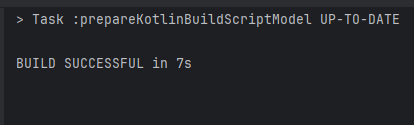 > Task :prepareKotlinBuildScriptModel UP-TO-DATE
BUILD SUCCESSFUL in 7s